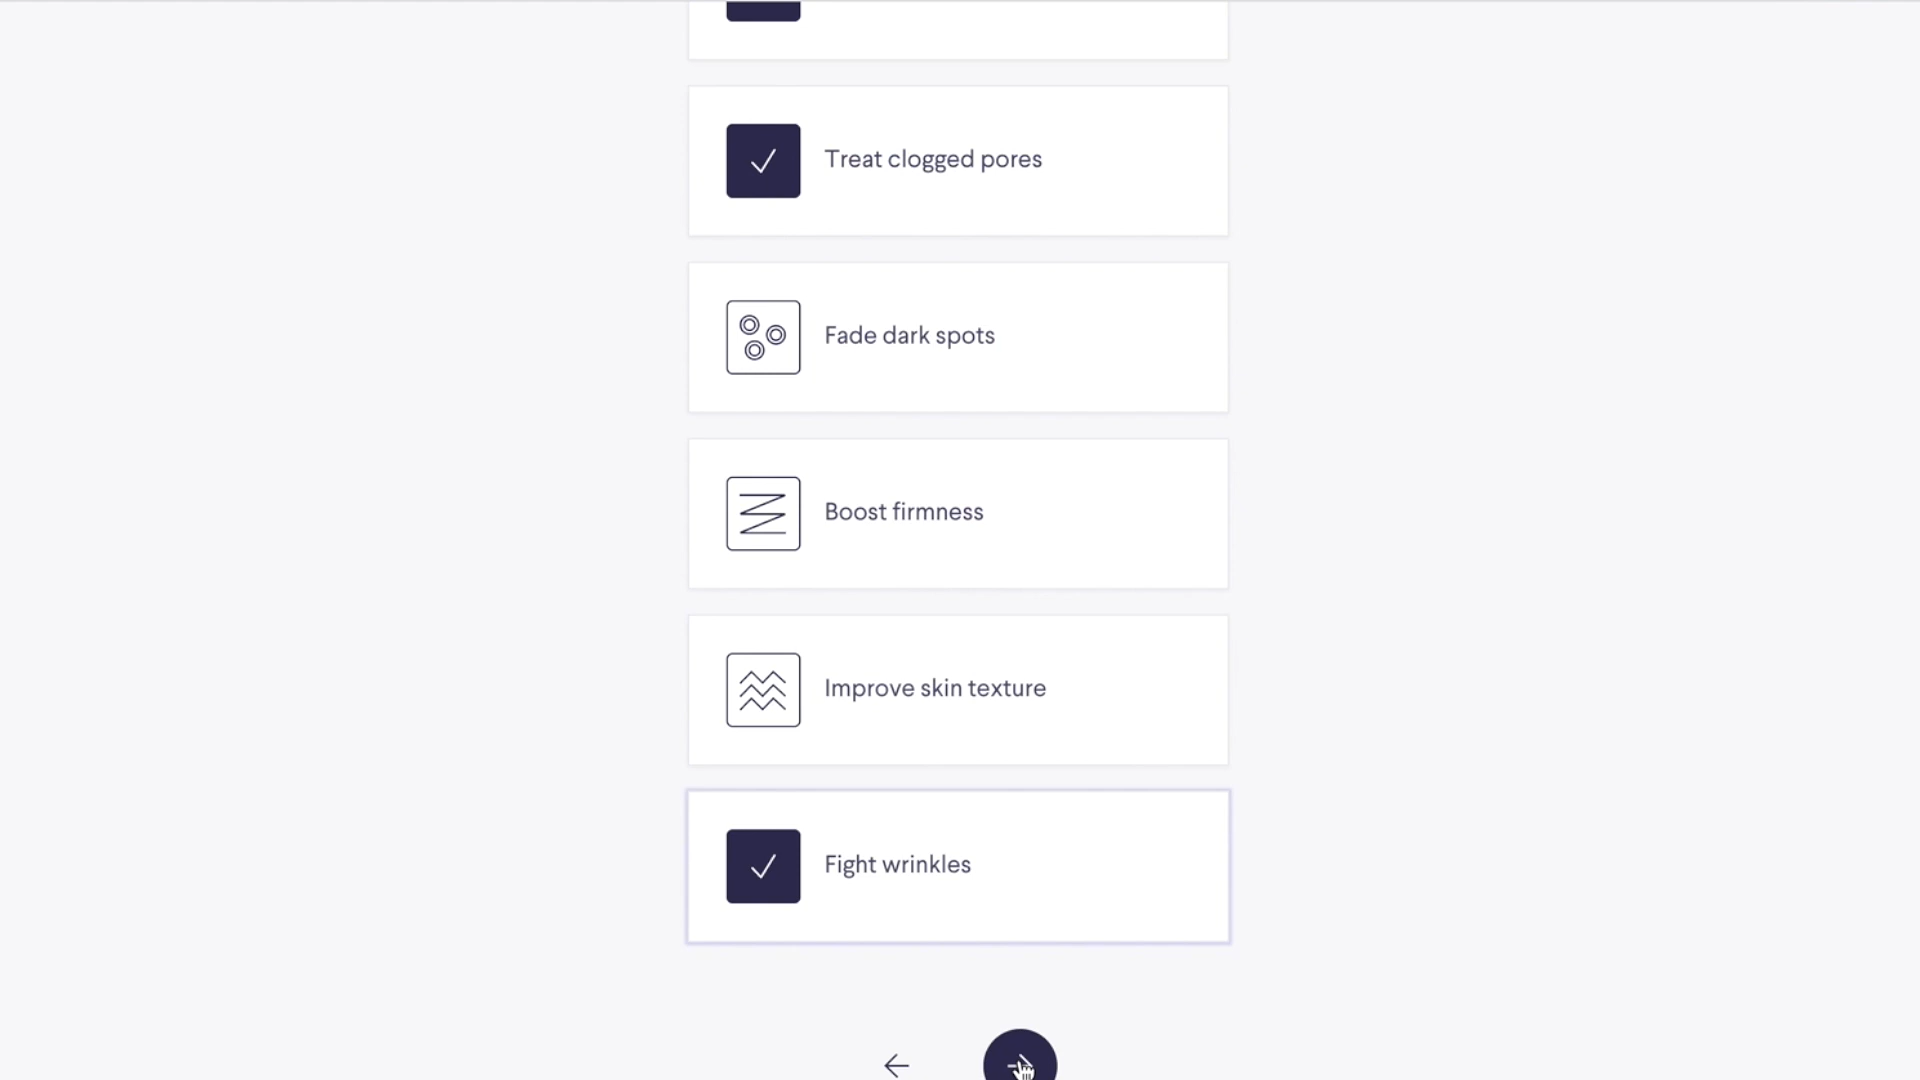 Treat clogged pores
Fade dark spots
Boost firmness
Improve skin texture
Fight wrinkles